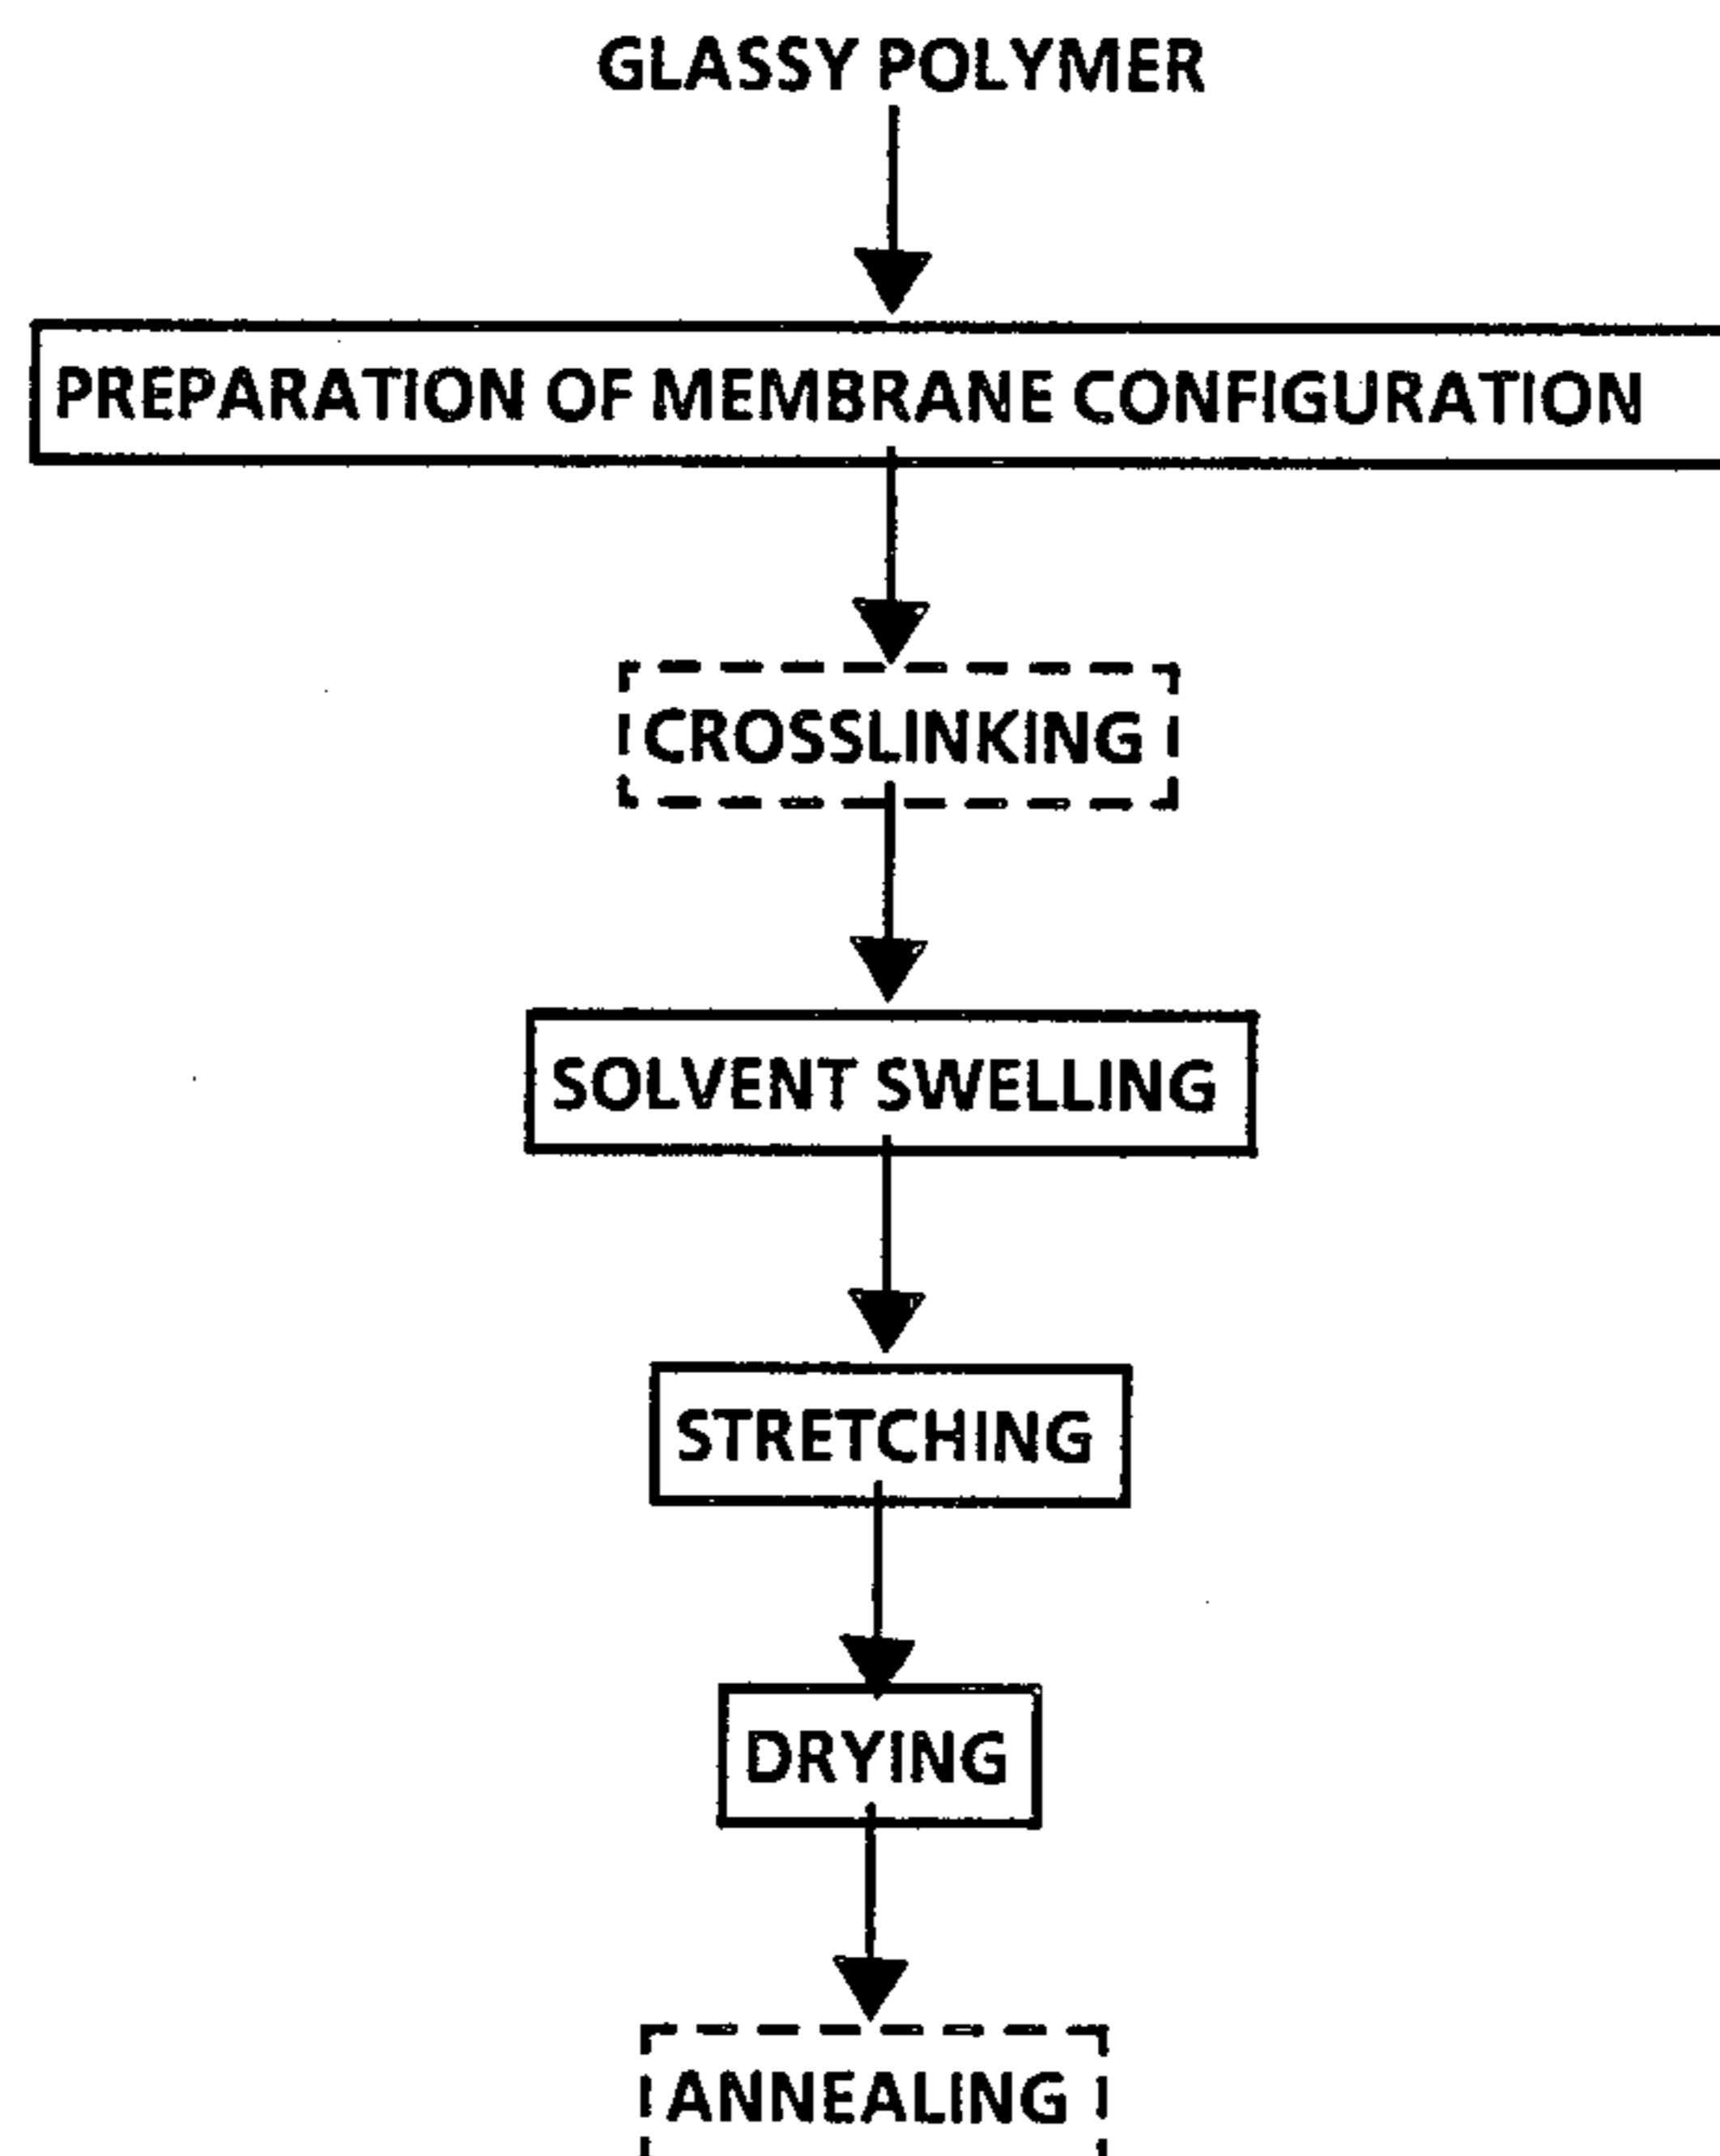 GLASSY POLYMER
PREPARATION OF MEMBRANE CONFIGURATION
CROSSLINKING
SOLVENT SWELLING
STRETCHING
DRYING
ANNEALING